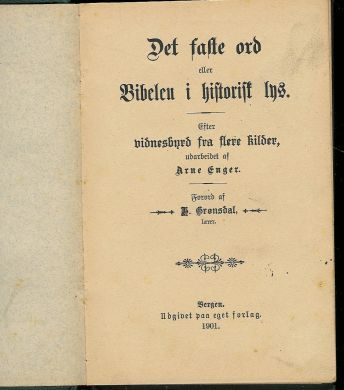 Det faste ord
eller
Bibelen i historisk lys.
Efter
vidnesbyrd fra flere kilder,
udarbeidet af
Arne Enger.
Forord af
L. Grønsdal,
lærer.
Bergen.
Udgivet paa eget forlag.
1901.